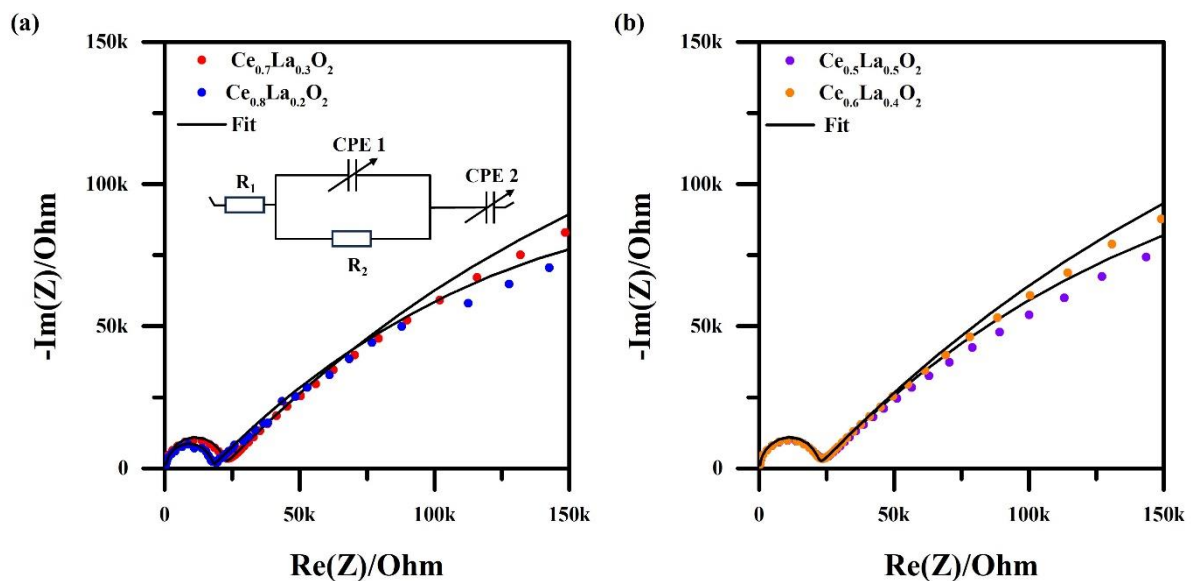 (a)
150k
100k
50k
0
-Im(Z)/Ohm
Ce0.7La0.3O2
Ce0.8La0.2O2
Fit
CPE 1
CPE 2
R1
R2
0
50k
100k
150k
Re(Z)/Ohm
(b)
150k
100k
50k
0
-Im(Z)/Ohm
Ce0.5La0.5O2
Ce0.6La0.4O2
Fit
0
50k
100k
150k
Re(Z)/Ohm